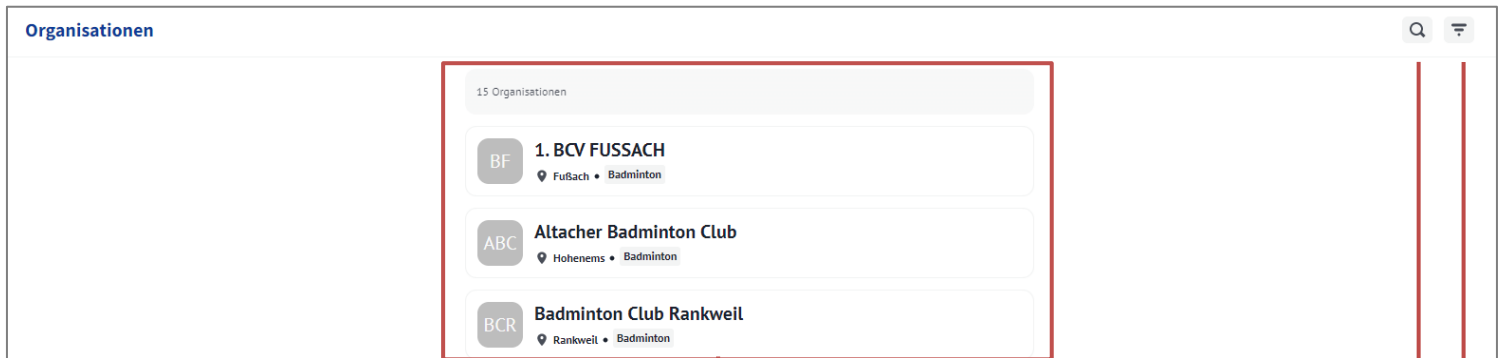 Organisationen
15 Organisationen
BF
1. BCV FUSSACH
Fußach • Badminton
ABC
Altacher Badminton Club
Hohenems • Badminton
BCR
Badminton Club Rankweil
Rankweil • Badminton